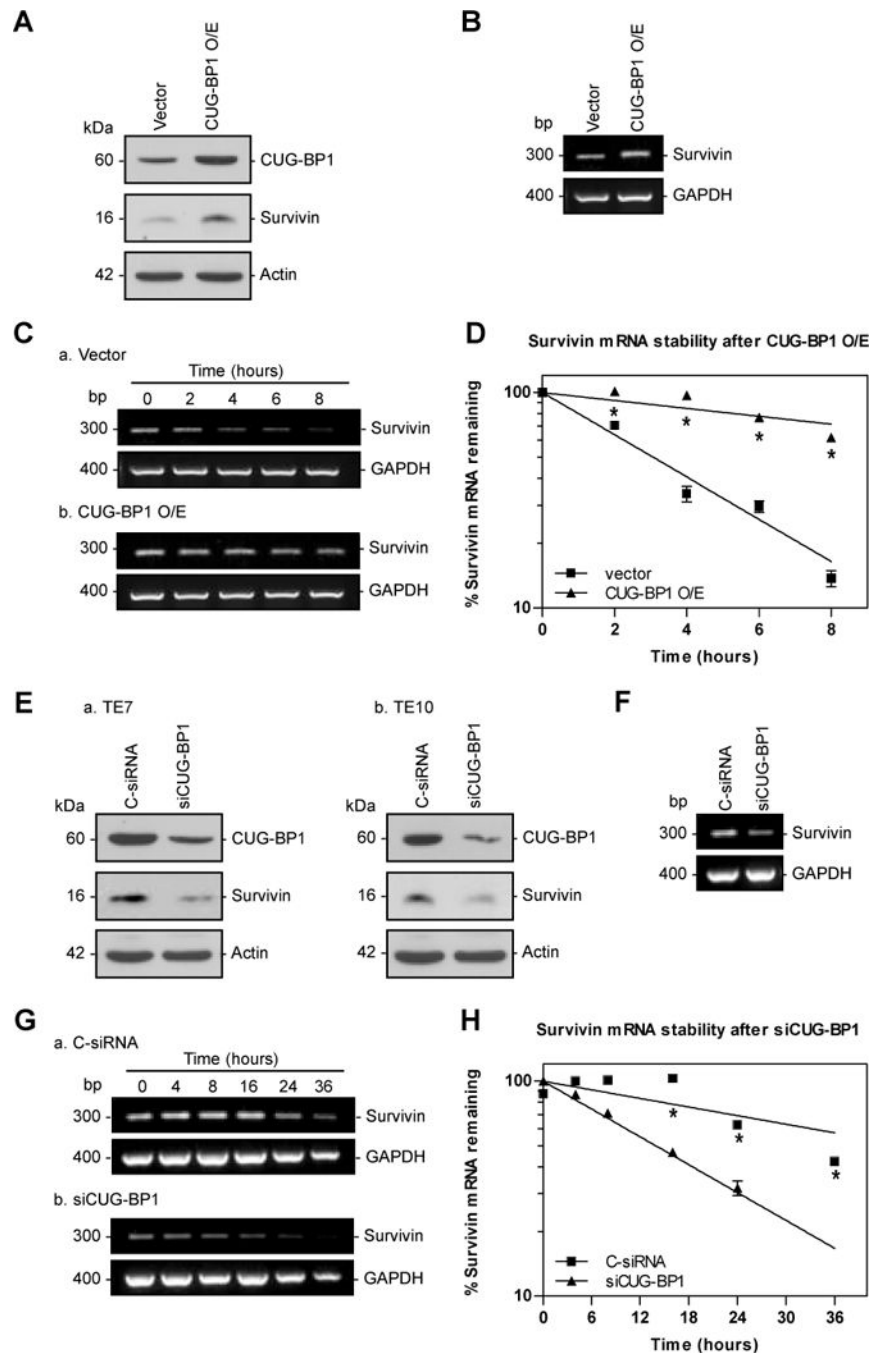 A
Vector
CUG-BP1 O/E
kDa
60
CUG-BP1
16
Survivin
42
Actin
B
Vector
CUG-BP1 O/E
bp
300
Survivin
400
GAPDH
C
a. Vector
Time (hours)
bp 0 2 4 6 8
300 Survivin
400 GAPDH
b. CUG-BP1 O/E
300 Survivin
400 GAPDH
D
Survivin mRNA stability after CUG-BP1 O/E
% Survivin mRNA remaining
100
10
* * * *
vector
CUG-BP1 O/E
0 2 4 6 8
Time (hours)
E
a. TE7
C-siRNA
siCUG-BP1
kDa
60 CUG-BP1
16 Survivin
42 Actin
b. TE10
C-siRNA
siCUG-BP1
kDa
60 CUG-BP1
16 Survivin
42 Actin
F
C-siRNA
siCUG-BP1
bp
300 Survivin
400 GAPDH
G
a. C-siRNA
Time (hours)
bp 0 4 8 16 24 36
300 Survivin
400 GAPDH
b. siCUG-BP1
300 Survivin
400 GAPDH
H
Survivin mRNA stability after siCUG-BP1
% Survivin mRNA remaining
100
10
* * *
C-siRNA
siCUG-BP1
0 6 12 18 24 30 36
Time (hours)